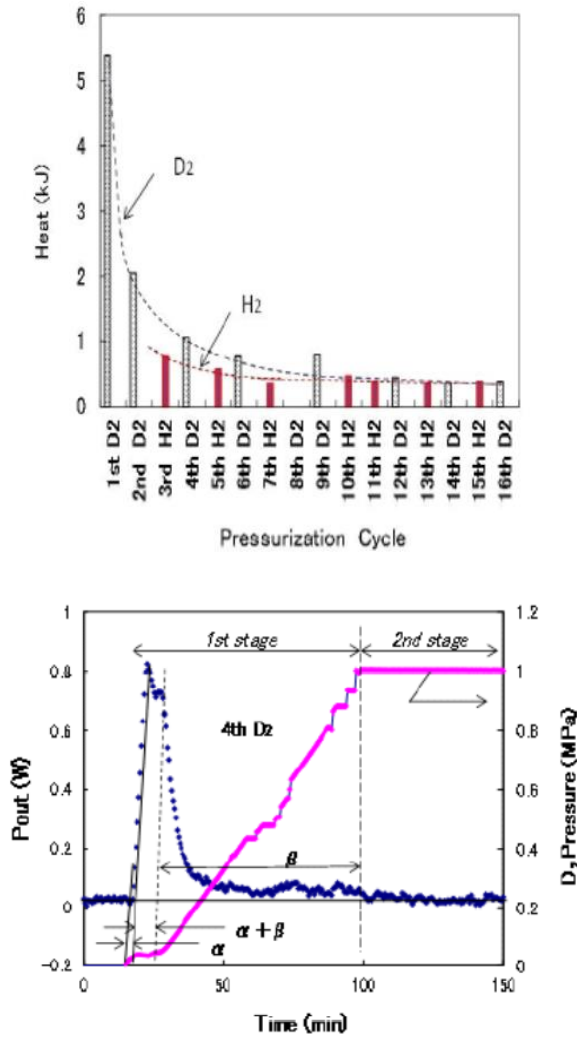 6
5
4
3
2
1
0
Heat (kJ)
D2
H2
1st D2
2nd D2
3rd H2
4th D2
5th H2
6th D2
7th H2
8th D2
9th D2
10th H2
11th H2
12th D2
13th H2
14th D2
15th H2
16th D2
Pressurization Cycle
1
0.8
0.6
0.4
0.2
0
-0.2
Pout (W)
1st stage
2nd stage
4th D2
β
α + β
α
1.2
1
0.8
0.6
0.4
0.2
0
D, Pressure (MPa)
0
50
100
150
Time (min)